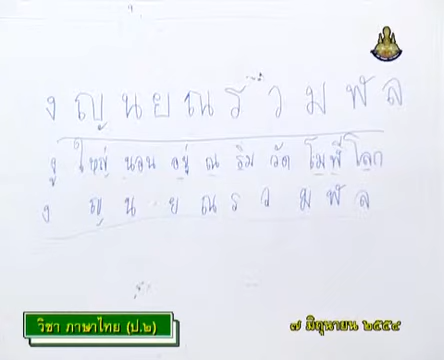 ง ญ น ย ณ ร ว ม ฬ ล
งู ใหญ่ นอน อยู่ ณ ริม วัด โมฬี โลก
ง ญ น ย ณ ร ว ม ฬ ล
วิชา ภาษาไทย (ป.๒)
๗ มิถุนายน ๒๕๕๔